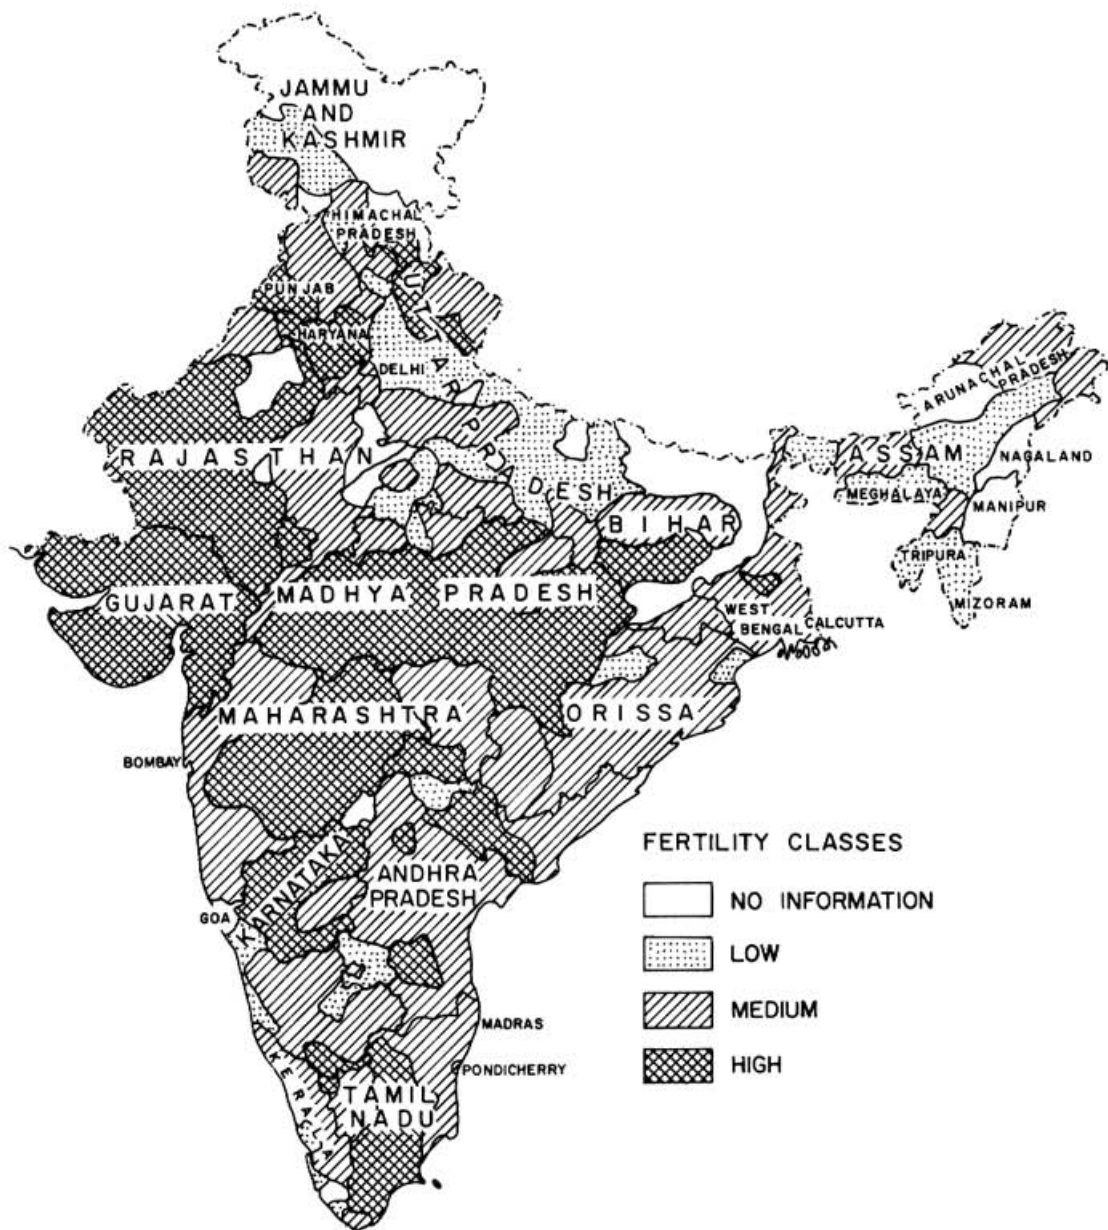 JAMMU
AND
KASHMIR
HIMACHAL
PRADESH
PUNJAB
HARYANA
DELHI
UTTAR PRADESH
RAJASTHAN
BIHAR
ARUNACHAL
PRADESH
ASSAM
NAGALAND
MEGHALAYA
MANIPUR
TRIPURA
MIZORAM
GUJARAT
MADHYA PRADESH
WEST
BENGAL
CALCUTTA
MAHARASHTRA
ORISSA
BOMBAY
KARNATAKA
ANDHRA
PRADESH
GOA
MADRAS
PONDICHERRY
KERALA
TAMIL
NADU
FERTILITY CLASSES
NO INFORMATION
LOW
MEDIUM
HIGH